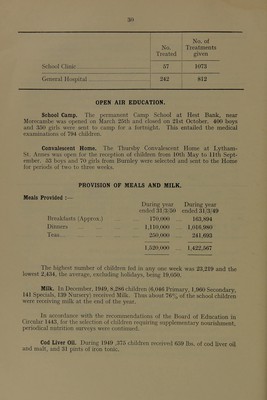 30
No. Treated
No. of Treatments given
School Clinic 57 1073
General Hospital 242 812
OPEN AIR EDUCATION.
School Camp. The permanent Camp School at Hest Bank, near
Morecambe was opened on March 25th and closed on 21st October. 400 boys
and 350 girls were sent to camp for a fortnight. This entailed the medical
examinations of 794 children.
Convalescent Home. The Thursby Convalescent Home at Lytham-
St. Annes was open for the reception of children from 10th May to 11th Sept-
ember. 53 boys and 70 girls from Burnley were selected and sent to the Home
for periods of two to three weeks.
PROVISION OF MEALS AND MILK.
Meals Provided :—
During year During year
ended 31/3/50 ended 31/3/49
Breakfasts (Approx.) 170,000 ... 163,894
Dinners 1,110,000 ... 1,016,980
Teas 250,000 ... 241,693
1,530,000 ... 1,422,567
The highest number of children fed in any one week was 23,219 and the
lowest 2,434, the average, excluding holidays, being 19,050.
Milk. In December, 1949, 8,286 children (6,046 Primary, 1,960 Secondary,
141 Specials, 139 Nursery) received Milk. Thus about 76% of the school children
were receiving milk at the end of the year.
In accordance with the recommendations of the Board of Education in
Circular 1443, for the selection of children requiring supplementary nourishment,
periodical nutrition surveys were continued.
Cod Liver Oil. During 1949 ,375 children received 659 lbs. of cod liver oil
and malt, and 31 pints of iron tonic.